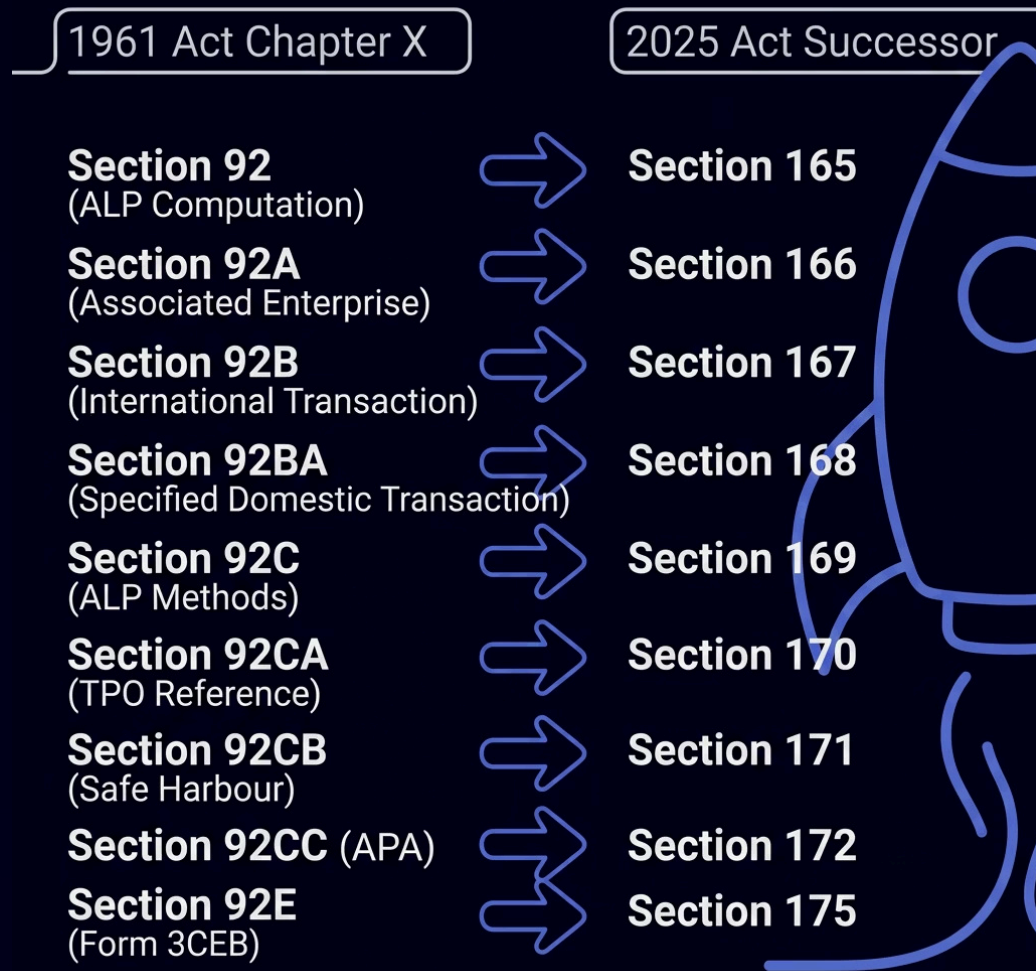 1961 Act Chapter X
2025 Act Successor
Section 92
(ALP Computation)
Section 165
Section 92A
(Associated Enterprise)
Section 166
Section 92B
(International Transaction)
Section 167
Section 92BA
(Specified Domestic Transaction)
Section 168
Section 92C
(ALP Methods)
Section 169
Section 92CA
(TPO Reference)
Section 170
Section 92CB
(Safe Harbour)
Section 171
Section 92CC (APA)
Section 172
Section 92E
(Form 3CEB)
Section 175